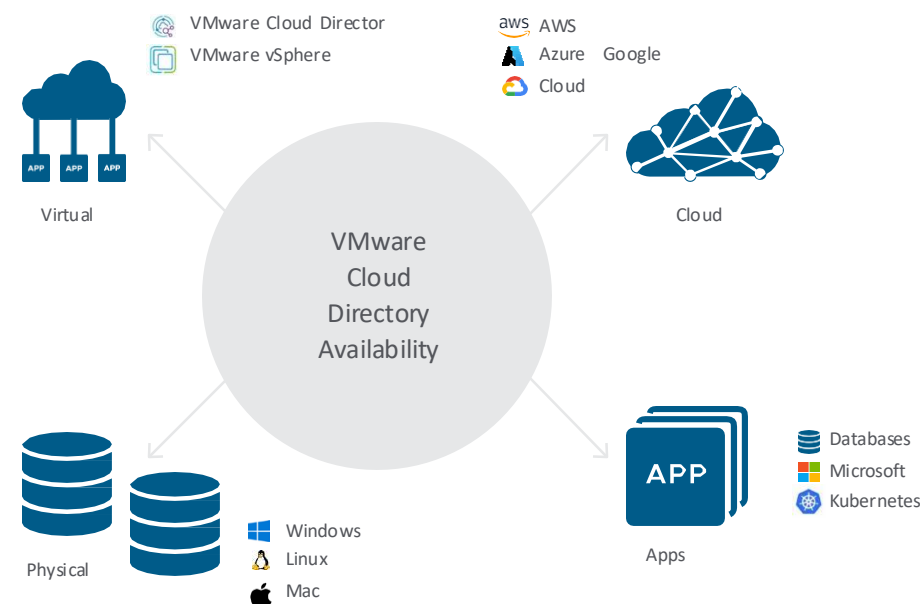 VMware Cloud Director
VMware vSphere
aws AWS
Azure Google
Cloud
APP APP APP
Virtual
Cloud
VMware
Cloud
Directory
Availability
APP
Databases
Microsoft
Kubernetes
Apps
Windows
Linux
Mac
Physical